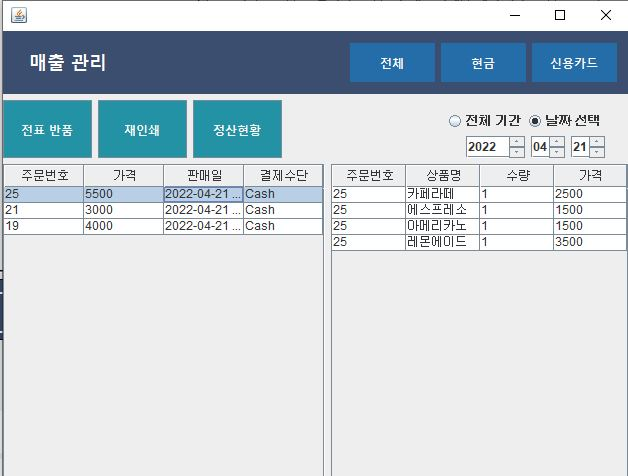 매출 관리 전체 현금 신용카드
전표 반품 재인쇄 정산현황
전체 기간 날짜 선택
2022 04 21
주문번호 가격 판매일 결제수단
25 5500 2022-04-21 ... Cash
21 3000 2022-04-21 ... Cash
19 4000 2022-04-21 ... Cash
주문번호 상품명 수량 가격
25 카페라떼 1 2500
25 에스프레소 1 1500
25 아메리카노 1 1500
25 레몬에이드 1 3500